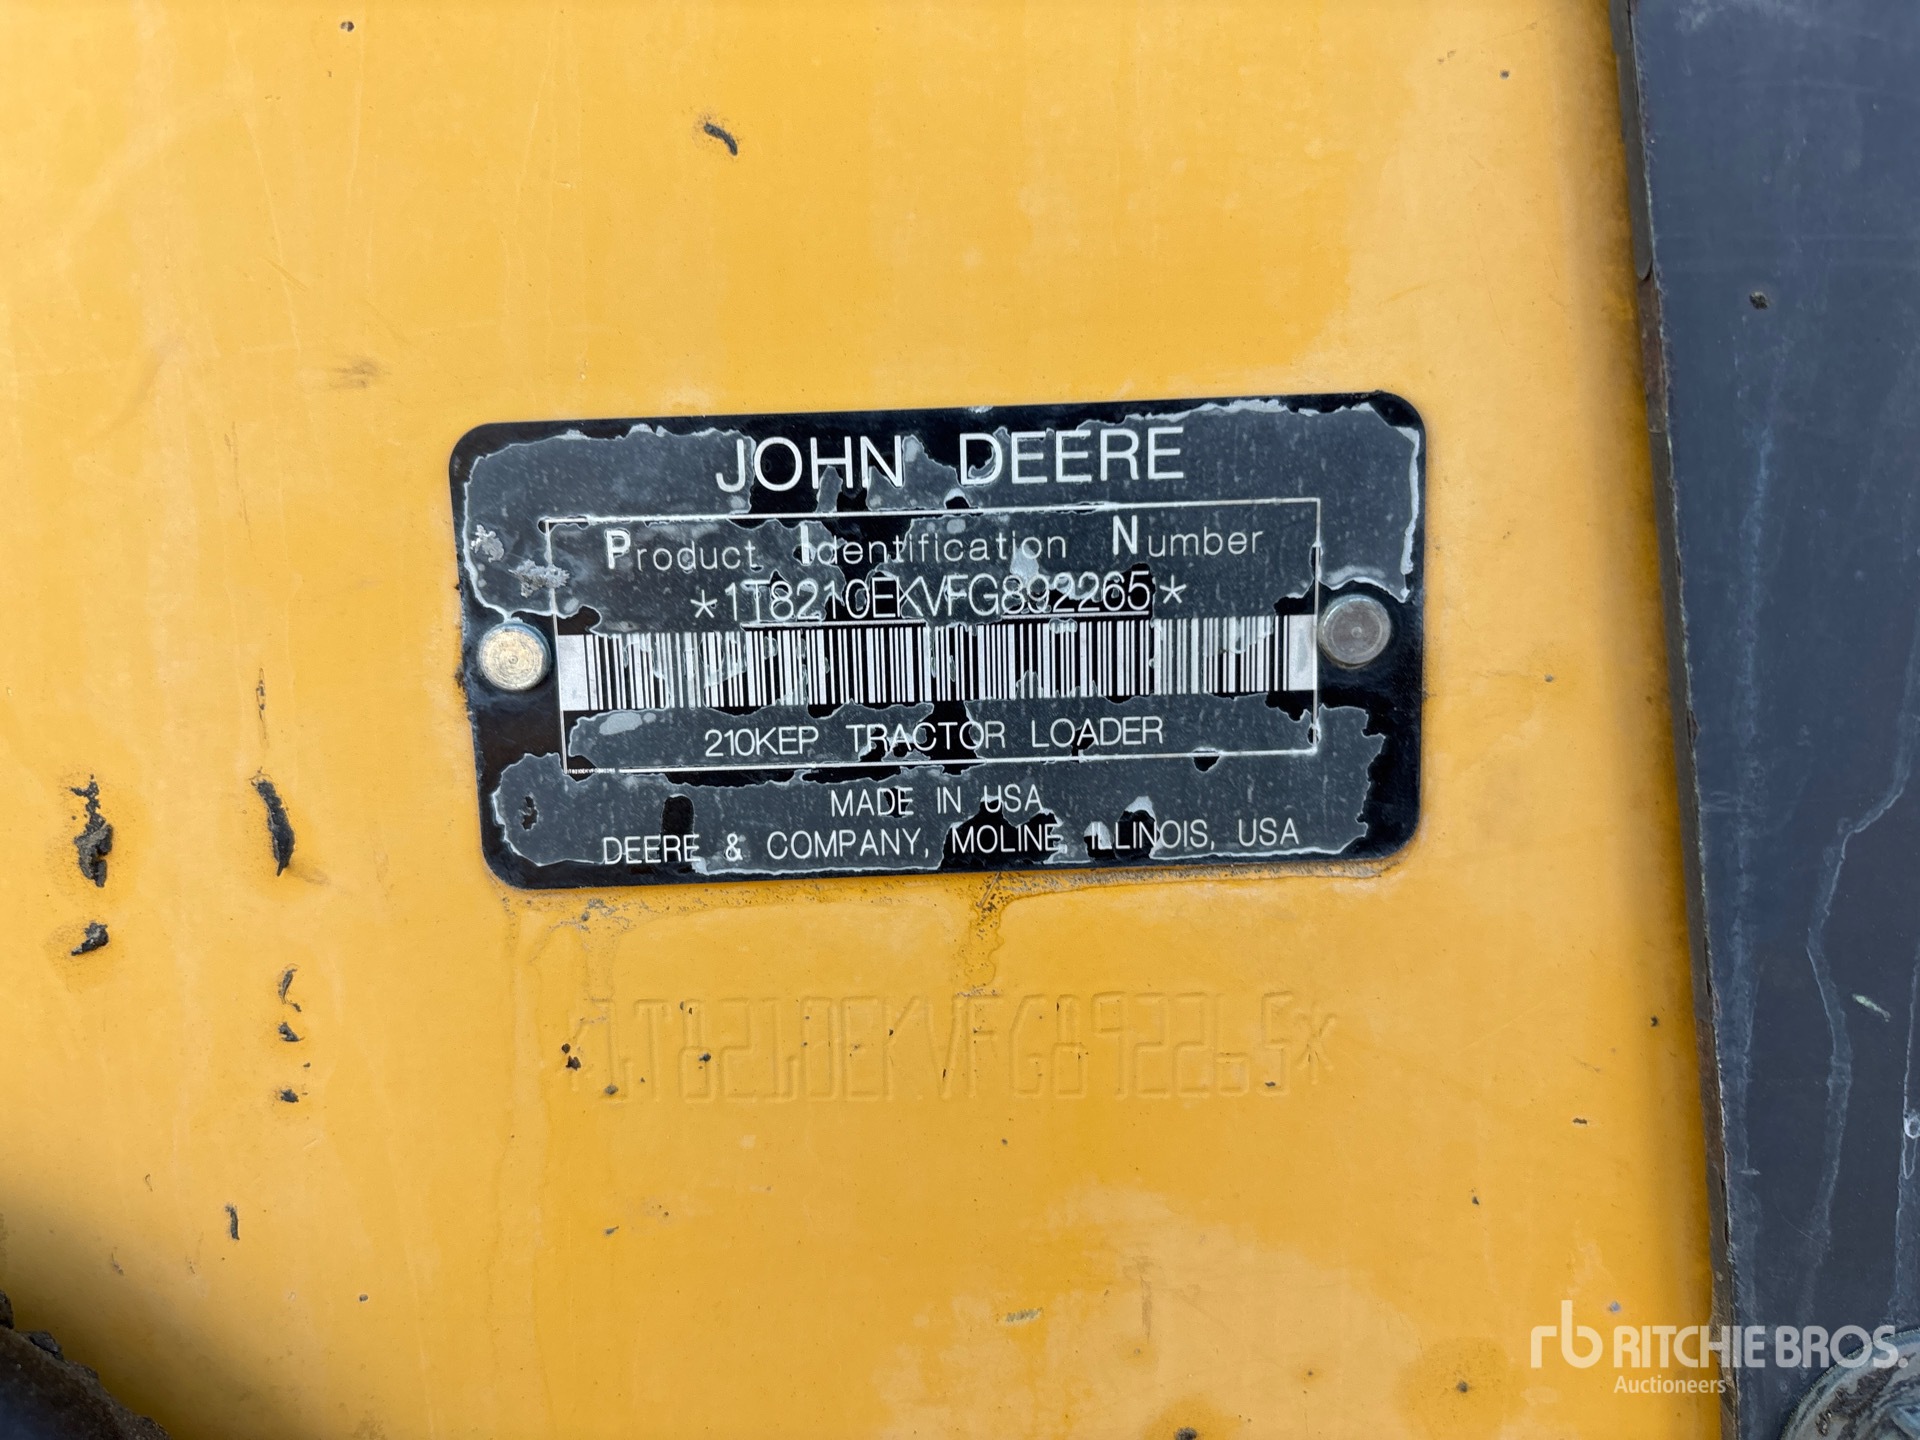 JOHN DEERE
Product Identification Number
*1T8210EKVFG892265*
210KEP TRACTOR LOADER
MADE IN USA
DEERE & COMPANY, MOLINE, ILLINOIS, USA
*1T8210EKVFG892265*
rb RITCHIE BROS.
Auctioneers